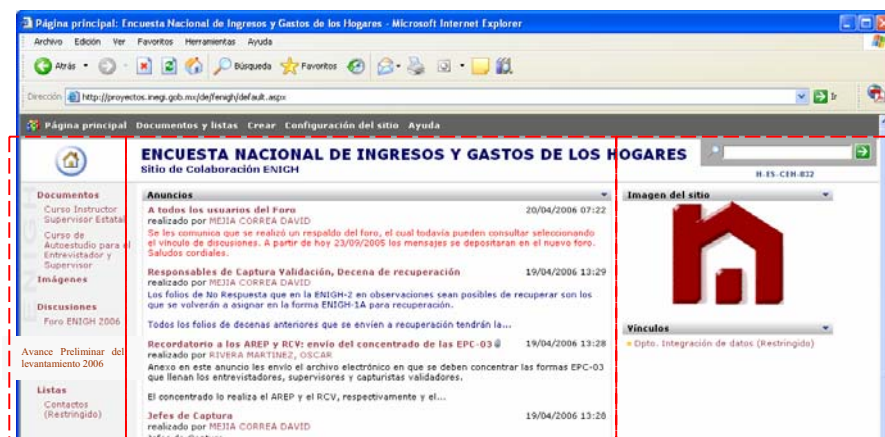 Página principal: Encuesta Nacional de Ingresos y Gastos de los Hogares - Microsoft Internet Explorer
Archivo Edición Ver Favoritos Herramientas Ayuda
Atrás Búsqueda Favoritos
Dirección http://proyectos.inegi.gob.mx/de/fenigh/default.aspx Ir
Página principal Documentos y listas Crear Configuración del sitio Ayuda
ENCUESTA NACIONAL DE INGRESOS Y GASTOS DE LOS HOGARES
Sitio de Colaboración ENIGH
ENIGH
Documentos
Curso Instructor
Supervisor Estatal
Curso de
Autoestudio para el
Entrevistador y
Supervisor
Imágenes
Discusiones
Foro ENIGH 2006
Avance Preliminar del
levantamiento 2006
Listas
Contactos
(Restringido)
Anuncios
A todos los usuarios del Foro 20/04/2006 07:22
realizado por MEJIA CORREA DAVID
Se les comunica que se realizó un respaldo del foro, el cual todavía pueden consultar seleccionando
el vínculo de discusiones. A partir de hoy 23/09/2005 los mensajes se depositaran en el nuevo foro.
Saludos cordiales.
Responsables de Captura Validación, Decena de recuperación 19/04/2006 13:29
realizado por MEJIA CORREA DAVID
Los folios de No Respuesta que en la ENIGH-2 en observaciones sean posibles de recuperar son los
que se volverán a asignar en la forma ENIGH-1A para recuperación.
Todos los folios de decenas anteriores que se envien a recuperación tendrán la...
Recordatorio a los AREP y RCV: envío del concentrado de las EPC-03 19/04/2006 13:28
realizado por RIVERA MARTINEZ, OSCAR
Anexo en este anuncio les envío el archivo electrónico en que se deben concentrar las formas EPC-03
que llenan los entrevistadores, supervisores y capturistas validadores.
El concentrado lo realiza el AREP y el RCV, respectivamente y el...
Jefes de Captura 19/04/2006 13:28
realizado por MEJIA CORREA DAVID
Jefes de Captura
Imagen del sitio
Vínculos
Dpto. Integración de datos (Restringido)